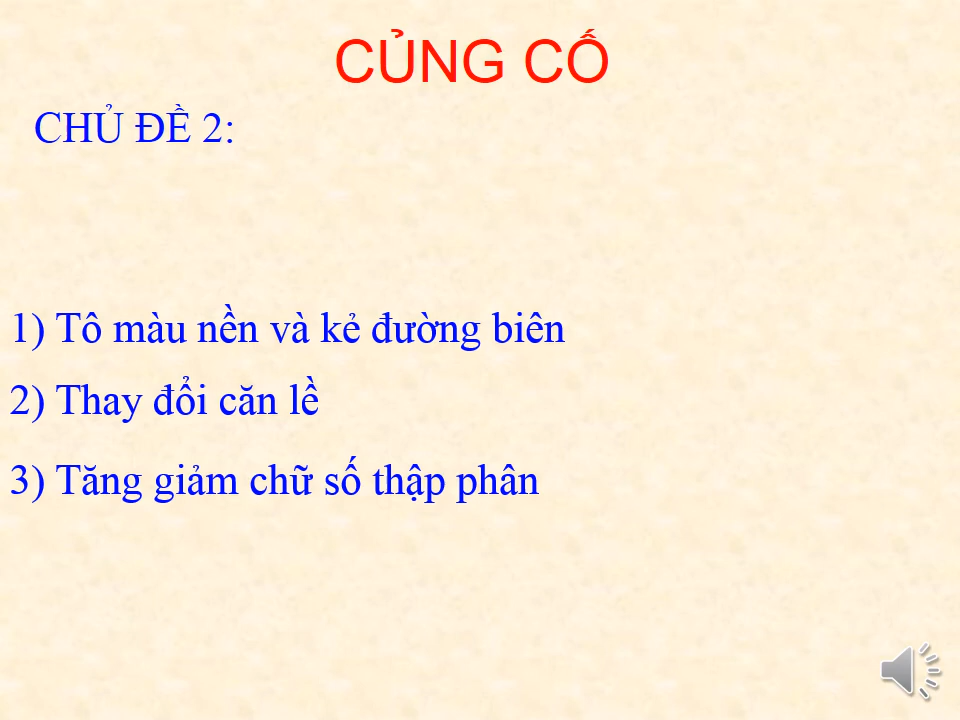 CỦNG CỐ
CHỦ ĐỀ 2:
1) Tô màu nền và kẻ đường biên
2) Thay đổi căn lề
3) Tăng giảm chữ số thập phân